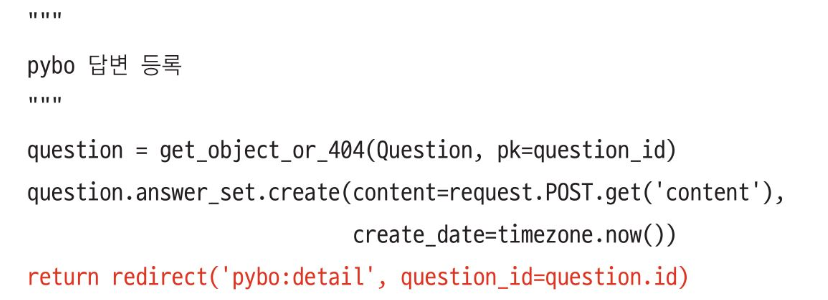 """
pybo 답변 등록
"""
question = get_object_or_404(Question, pk=question_id)
question.answer_set.create(content=request.POST.get('content'),
create_date=timezone.now())
return redirect('pybo:detail', question_id=question.id)